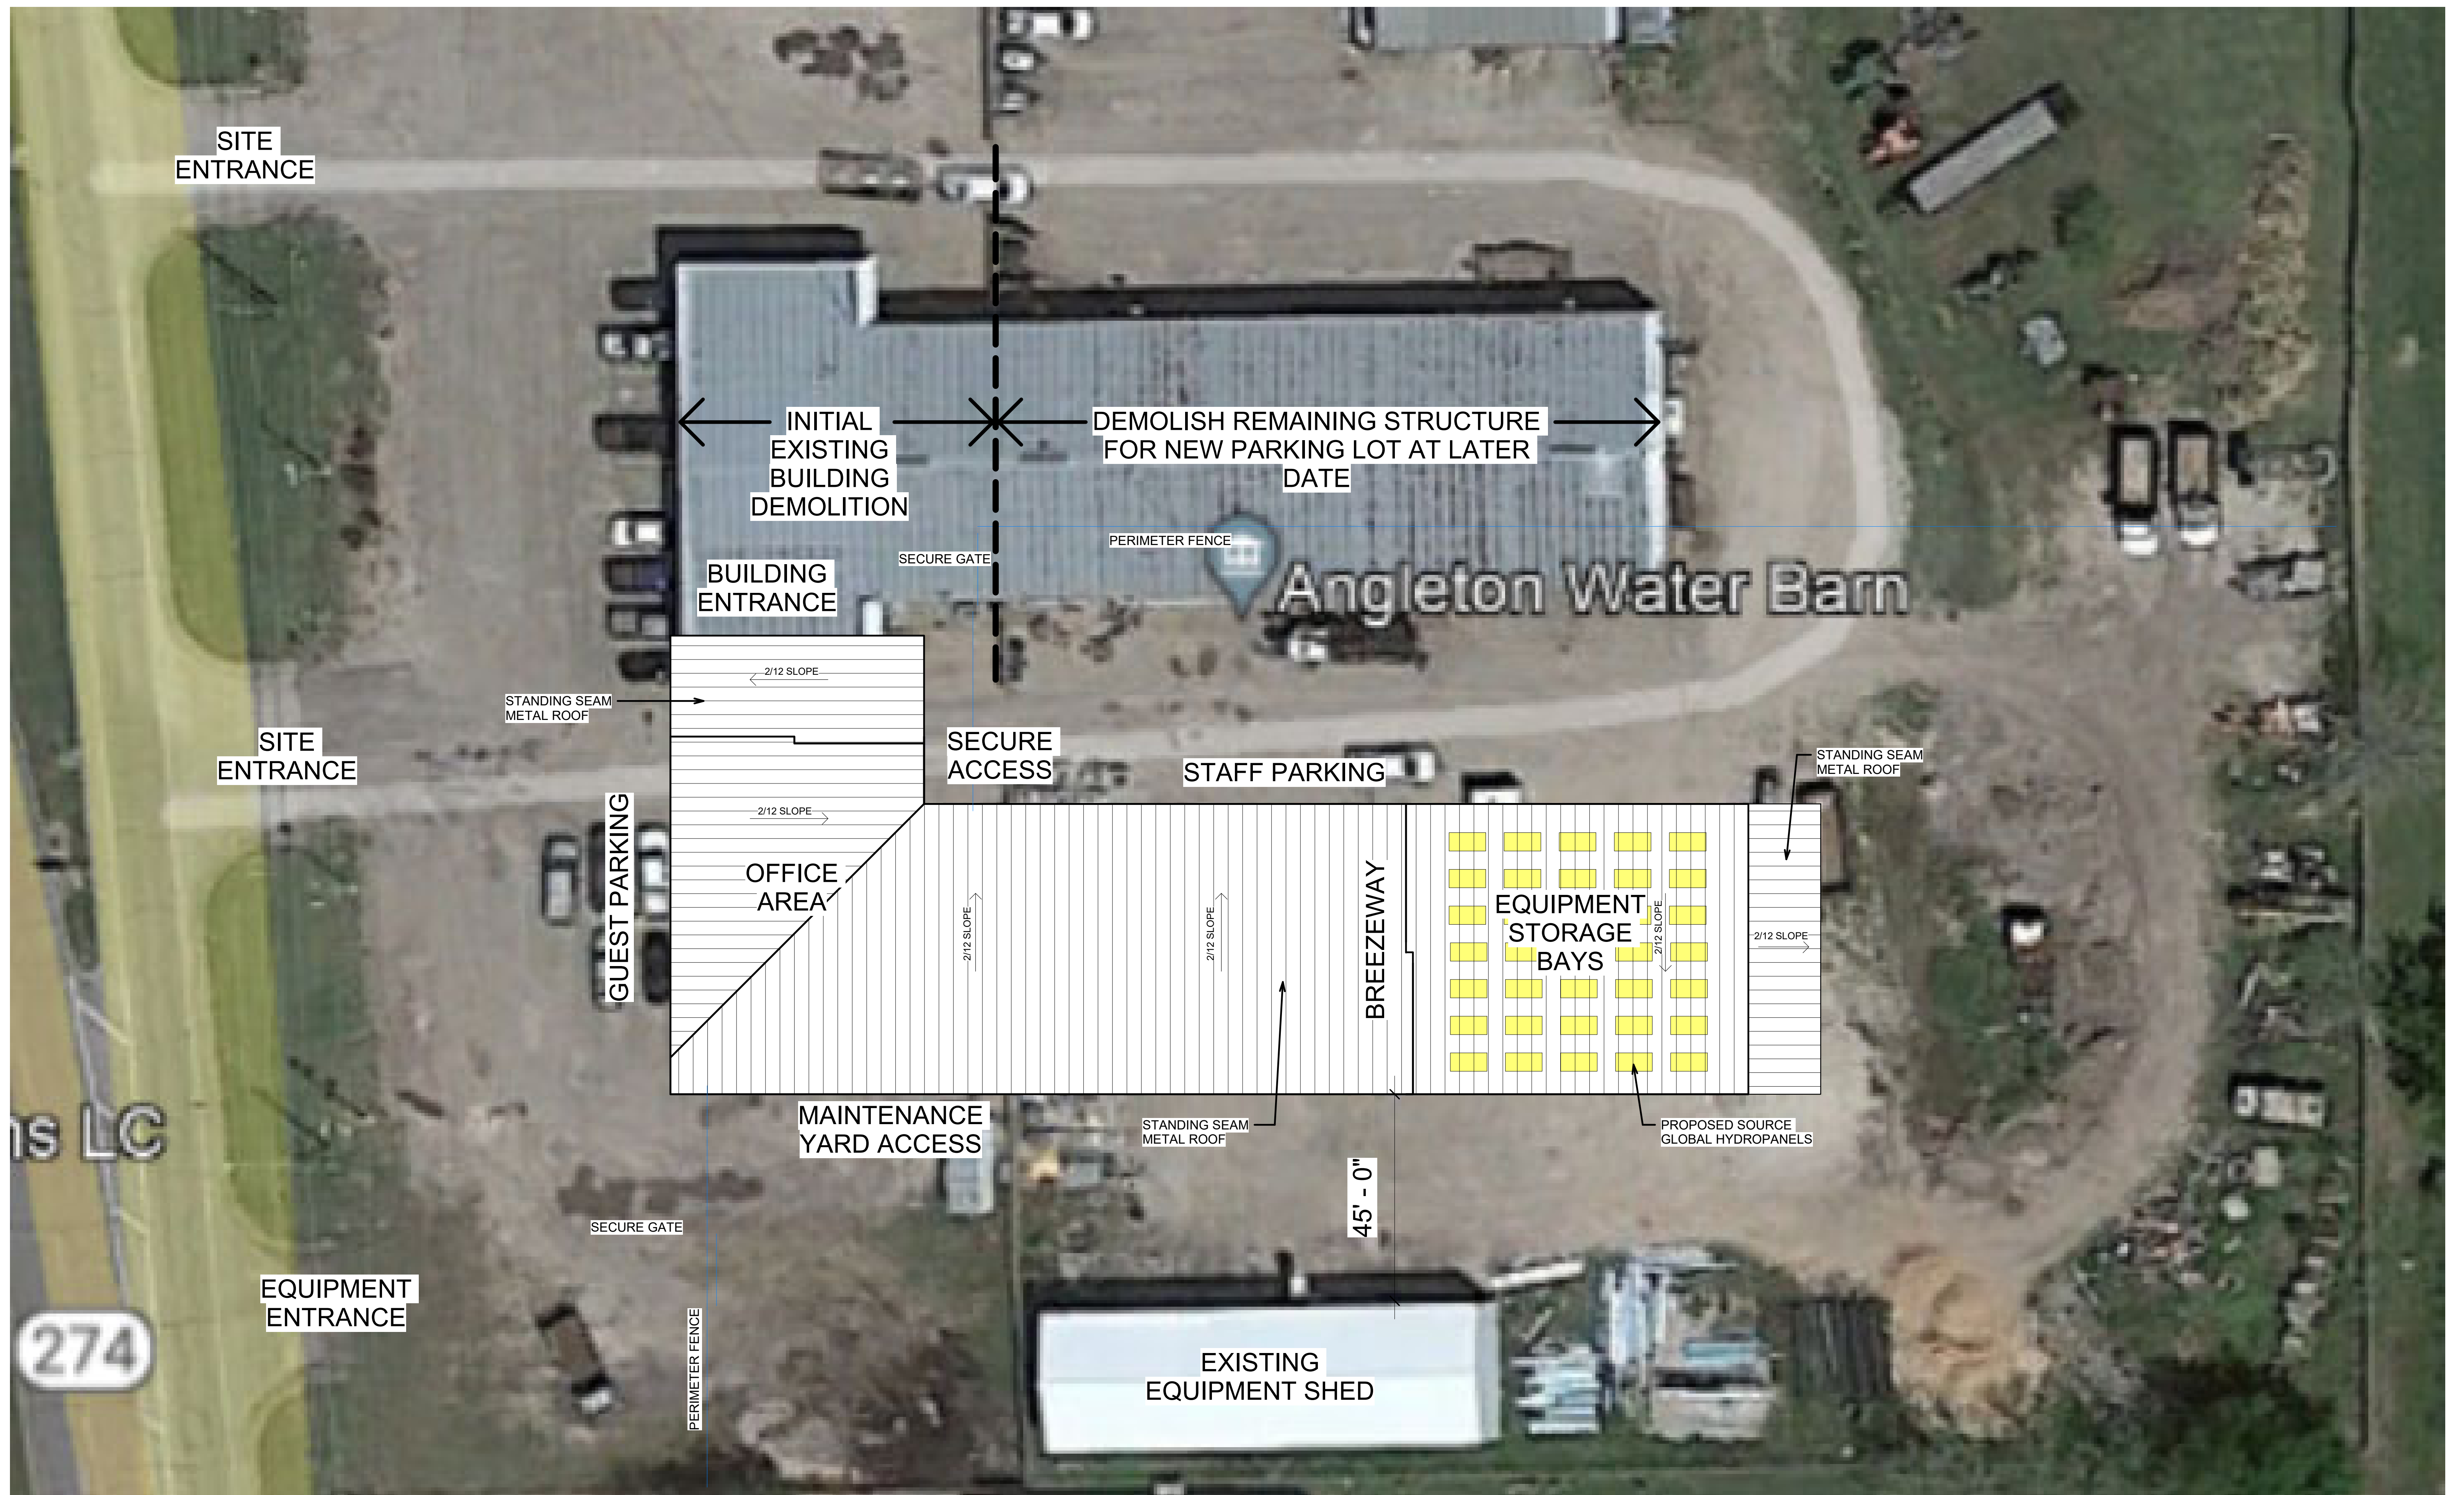 SITE
ENTRANCE
INITIAL
EXISTING
BUILDING
DEMOLITION
DEMOLISH REMAINING STRUCTURE
FOR NEW PARKING LOT AT LATER
DATE
PERIMETER FENCE
SECURE GATE
BUILDING
ENTRANCE
Angleton Water Barn
2/12 SLOPE
STANDING SEAM
METAL ROOF
SITE
ENTRANCE
SECURE
ACCESS
STAFF PARKING
STANDING SEAM
METAL ROOF
GUEST PARKING
2/12 SLOPE
OFFICE
AREA
2/12 SLOPE
2/12 SLOPE
BREEZEWAY
EQUIPMENT
STORAGE
BAYS
2/12 SLOPE
2/12 SLOPE
ns LC
MAINTENANCE
YARD ACCESS
STANDING SEAM
METAL ROOF
PROPOSED SOURCE
GLOBAL HYDROPANELS
45' - 0"
SECURE GATE
EQUIPMENT
ENTRANCE
PERIMETER FENCE
274
EXISTING
EQUIPMENT SHED